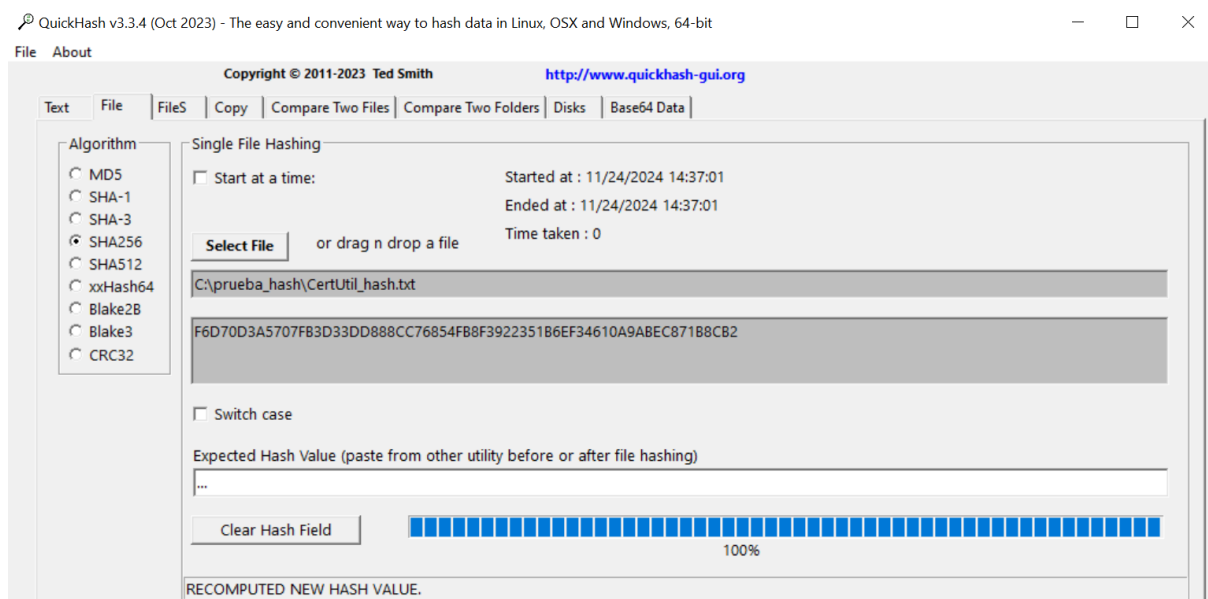 QuickHash v3.3.4 (Oct 2023) - The easy and convenient way to hash data in Linux, OSX and Windows, 64-bit
File About
Copyright © 2011-2023 Ted Smith http://www.quickhash-gui.org
Text File FileS Copy Compare Two Files Compare Two Folders Disks Base64 Data
Algorithm
MD5
SHA-1
SHA-3
SHA256
SHA512
xxHash64
Blake2B
Blake3
CRC32
Single File Hashing
Start at a time:
Started at : 11/24/2024 14:37:01
Ended at : 11/24/2024 14:37:01
Time taken : 0
Select File or drag n drop a file
C:\prueba_hash\CertUtil_hash.txt
F6D70D3A5707FB3D33DD888CC76854FB8F3922351B6EF34610A9ABEC871B8CB2
Switch case
Expected Hash Value (paste from other utility before or after file hashing)
...
Clear Hash Field
100%
RECOMPUTED NEW HASH VALUE.